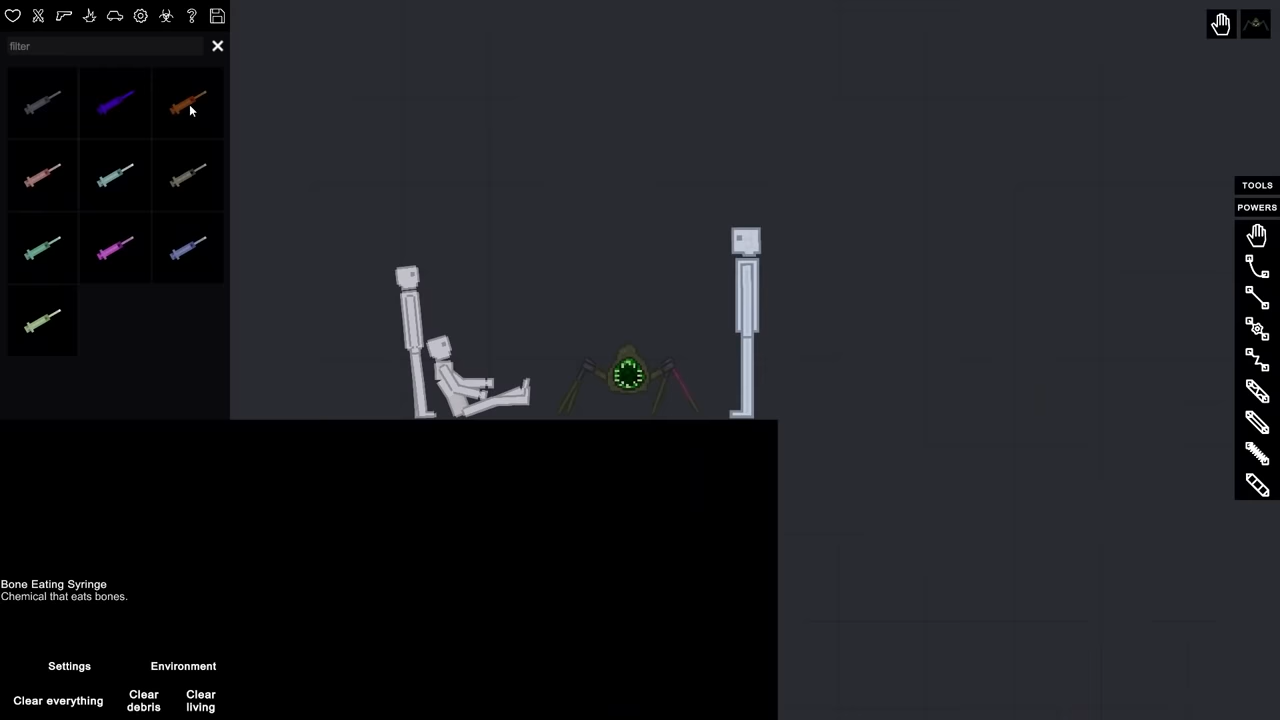 filter
TOOLS
POWERS
Bone Eating Syringe
Chemical that eats bones.
Settings
Environment
Clear everything
Clear
debris
Clear
living